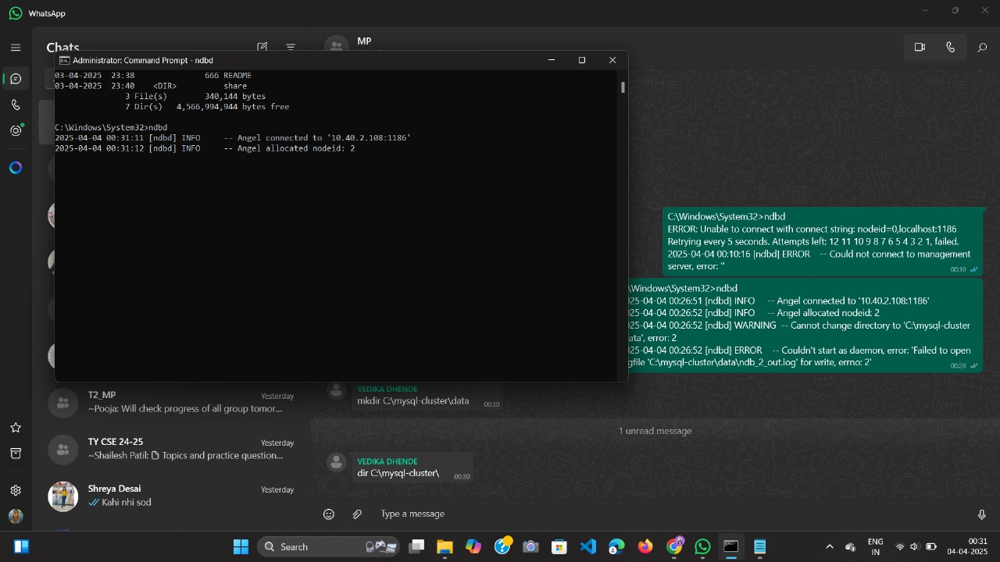 WhatsApp
Chats
MP
Administrator: Command Prompt - ndbd
03-04-2025  23:38               666 README
03-04-2025  23:40    <DIR>          share
3 File(s)        340,144 bytes
7 Dir(s)   4,566,994,944 bytes free
C:\Windows\System32>ndbd
2025-04-04 00:31:11 [ndbd] INFO     -- Angel connected to '10.40.2.108:1186'
2025-04-04 00:31:12 [ndbd] INFO     -- Angel allocated nodeid: 2
C:\Windows\System32>ndbd
ERROR: Unable to connect with connect string: nodeid=0,localhost:1186
Retrying every 5 seconds. Attempts left: 12 11 10 9 8 7 6 5 4 3 2 1, failed.
2025-04-04 00:10:16 [ndbd] ERROR    -- Could not connect to management
server, error: ''
00:10
\Windows\System32>ndbd
025-04-04 00:26:51 [ndbd] INFO     -- Angel connected to '10.40.2.108:1186'
025-04-04 00:26:52 [ndbd] INFO     -- Angel allocated nodeid: 2
025-04-04 00:26:52 [ndbd] WARNING  -- Cannot change directory to 'C:\mysql-cluster
ata', error: 2
025-04-04 00:26:52 [ndbd] ERROR    -- Couldn't start as daemon, error: 'Failed to open
gfile 'C:\mysql-cluster\data\ndb_2_out.log' for write, errno: 2'
00:28
VEDIKA DHENDE
mkdir C:\mysql-cluster\data
00:30
1 unread message
VEDIKA DHENDE
dir C:\mysql-cluster\
00:30
T2_MP
Yesterday
~Pooja: Will check progress of all group tomor...
TY CSE 24-25
Yesterday
~Shailesh Patil: Topics and practice question...
Shreya Desai
Yesterday
Kahi nhi sod
Type a message
Search
ENG
IN
00:31
04-04-2025